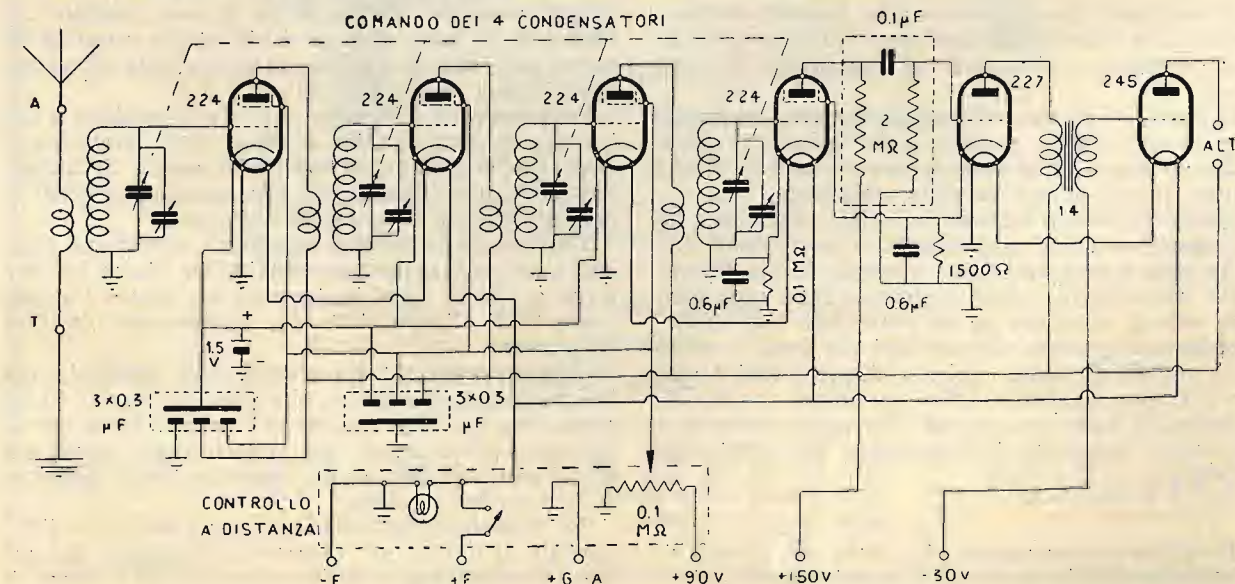 COMANDO DEI 4 CONDENSATORI
0.1µF
A
224
224
224
224
227
245
2
MΩ
ALT
14
0.1 MΩ
0.6µF
0.6µF
1500Ω
T
+
1.5
V
-
3×0.3
µF
3×0.3
µF
CONTROLLO
A DISTANZA
0.1
MΩ
-F
+F
+G -A
+90V
+150V
-30V